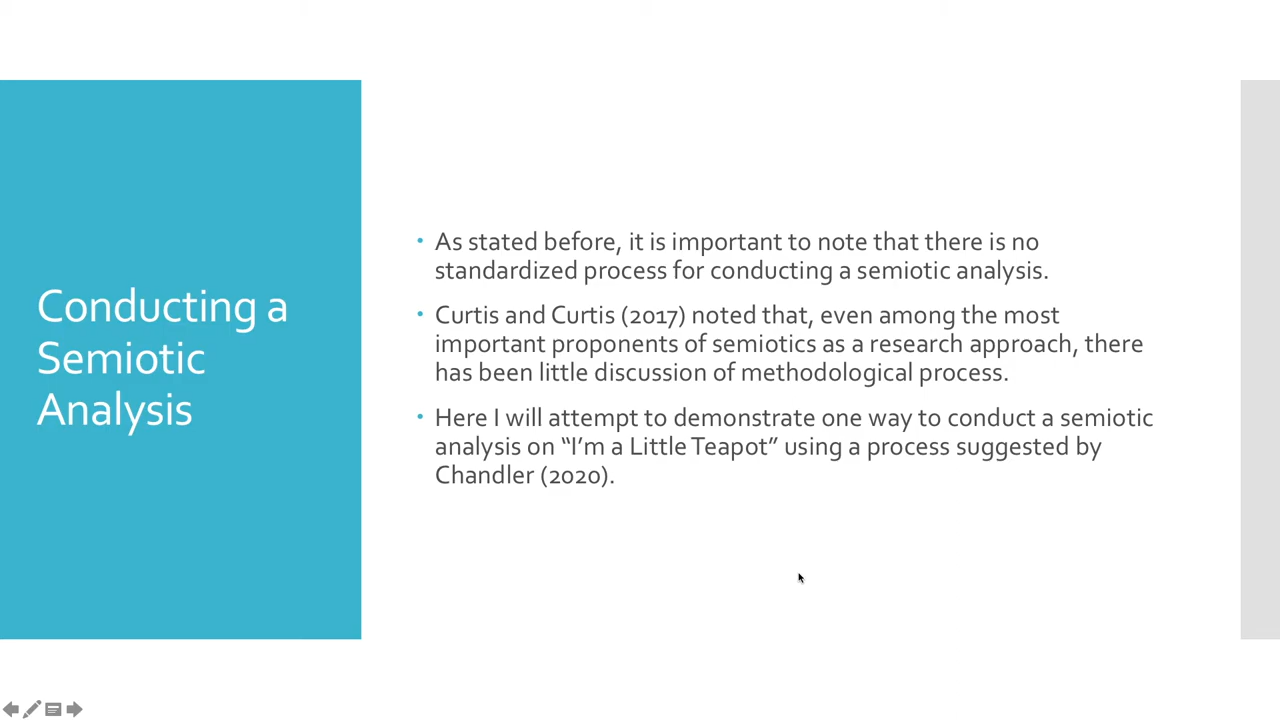 Conducting a
Semiotic
Analysis
• As stated before, it is important to note that there is no
standardized process for conducting a semiotic analysis.
• Curtis and Curtis (2017) noted that, even among the most
important proponents of semiotics as a research approach, there
has been little discussion of methodological process.
• Here I will attempt to demonstrate one way to conduct a semiotic
analysis on “I’m a Little Teapot” using a process suggested by
Chandler (2020).